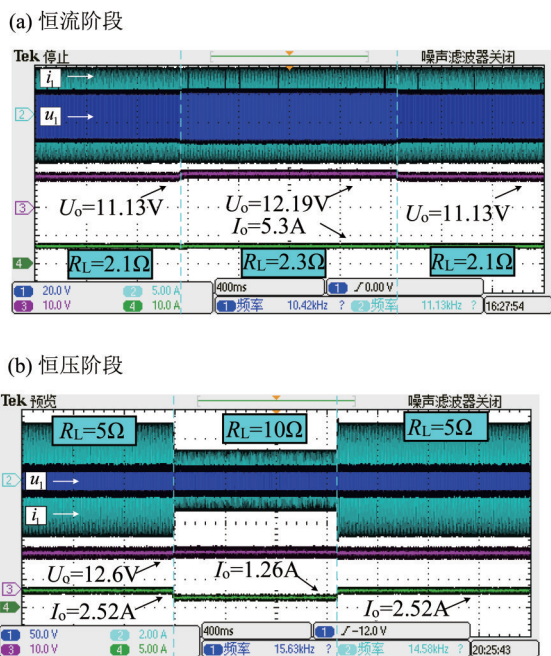 (a) 恒流阶段
Tek 停止 噪声滤波器关闭
i₁
2
u₁
3
Uₒ=11.13V Uₒ=12.19V Uₒ=11.13V
Iₒ=5.3A
4
R_L=2.1Ω R_L=2.3Ω R_L=2.1Ω
1 20.0 V 2 5.00 A 400ms 1 0.00 V
3 10.0 V 4 10.0 A 1 频率 10.42kHz ? 2 频率 11.13kHz ? 16:27:54
(b) 恒压阶段
Tek 预览 噪声滤波器关闭
R_L=5Ω R_L=10Ω R_L=5Ω
2
u₁
i₁
Uₒ=12.6V Iₒ=1.26A
3
4
Iₒ=2.52A Iₒ=2.52A
1 50.0 V 2 2.00 A 400ms 1 -12.0 V
3 10.0 V 4 5.00 A 1 频率 15.63kHz ? 2 频率 14.58kHz ? 20:25:43